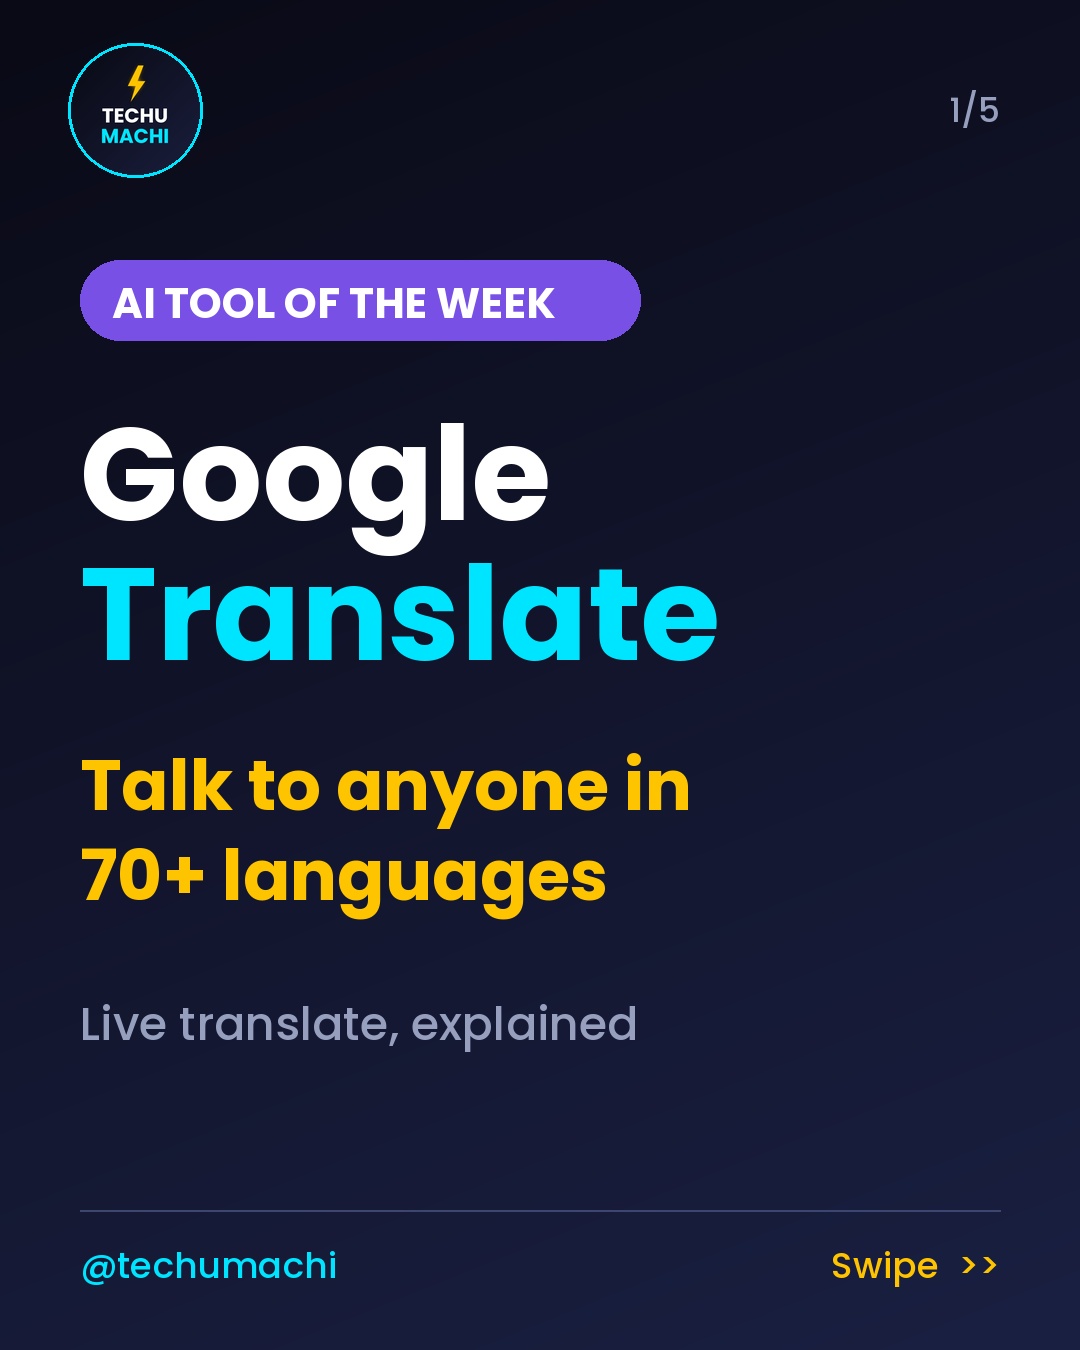 TECHU
MACHI
1/5
AI TOOL OF THE WEEK
Google
Translate
Talk to anyone in
70+ languages
Live translate, explained
@techumachi
Swipe >>